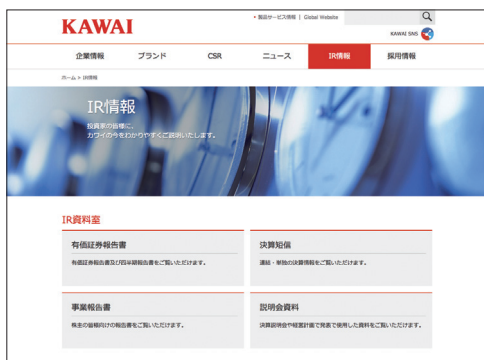 KAWAI
• 製品サービス情報 | Global Website
KAWAI SNS
企業情報 ブランド CSR ニュース IR情報 採用情報
ホーム > IR情報
IR情報
投資家の皆様に、
カワイの今をわかりやすくご説明いたします。
IR資料室
有価証券報告書
有価証券報告書及び四半期報告書をご覧いただけます。
決算短信
連結・単独の決算情報をご覧いただけます。
事業報告書
株主の皆様向けの報告書をご覧いただけます。
説明会資料
決算説明会や経営計画で発表で使用した資料をご覧いただけます。